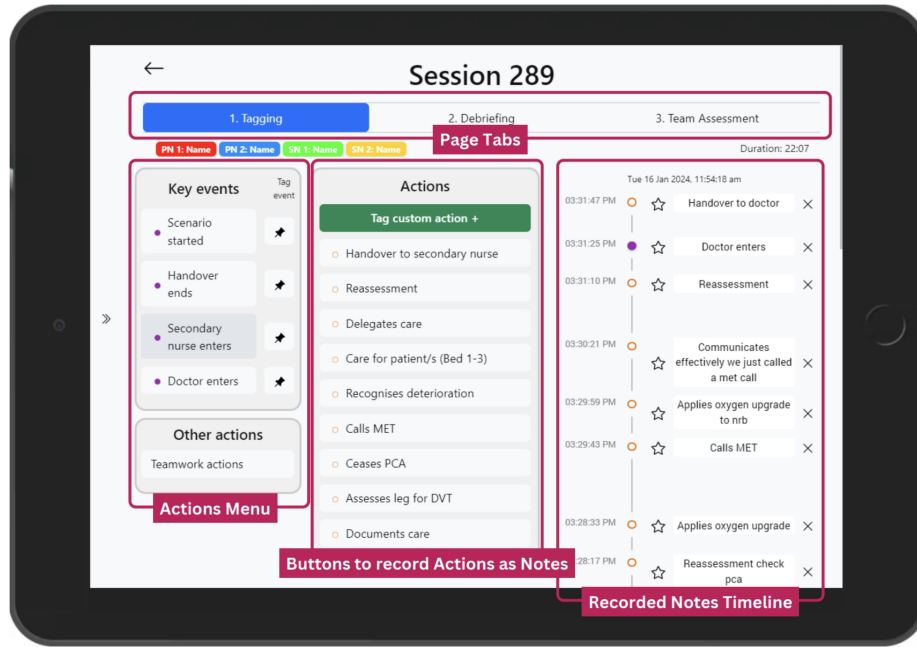 Session 289
1. Tagging
2. Debriefing
3. Team Assessment
Page Tabs
PN 1: Name
PN 2: Name
SN 1: Name
SN 2: Name
Duration: 22:07
Key events
Tag
event
Scenario
started
Handover
ends
Secondary
nurse enters
Doctor enters
Other actions
Teamwork actions
Actions Menu
Actions
Tag custom action +
Handover to secondary nurse
Reassessment
Delegates care
Care for patient/s (Bed 1-3)
Recognises deterioration
Calls MET
Ceases PCA
Assesses leg for DVT
Documents care
Buttons to record Actions as Notes
Tue 16 Jan 2024, 11:54:18 am
03:31:47 PM
Handover to doctor
03:31:25 PM
Doctor enters
03:31:10 PM
Reassessment
03:30:21 PM
Communicates
effectively we just called
a met call
03:29:59 PM
Applies oxygen upgrade
to nrb
03:29:43 PM
Calls MET
03:28:33 PM
Applies oxygen upgrade
:28:17 PM
Reassessment check
pca
Recorded Notes Timeline